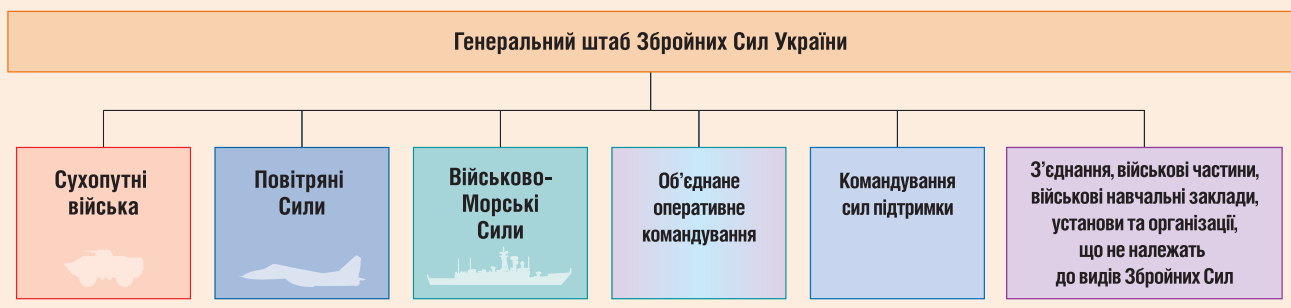 Генеральний штаб Збройних Сил України
Сухопутні
війська
Повітряні
Сили
Військово-
Морські
Сили
Об’єднане
оперативне
командування
Командування
сил підтримки
З’єднання, військові частини,
військові навчальні заклади,
установи та організації,
що не належать
до видів Збройних Сил